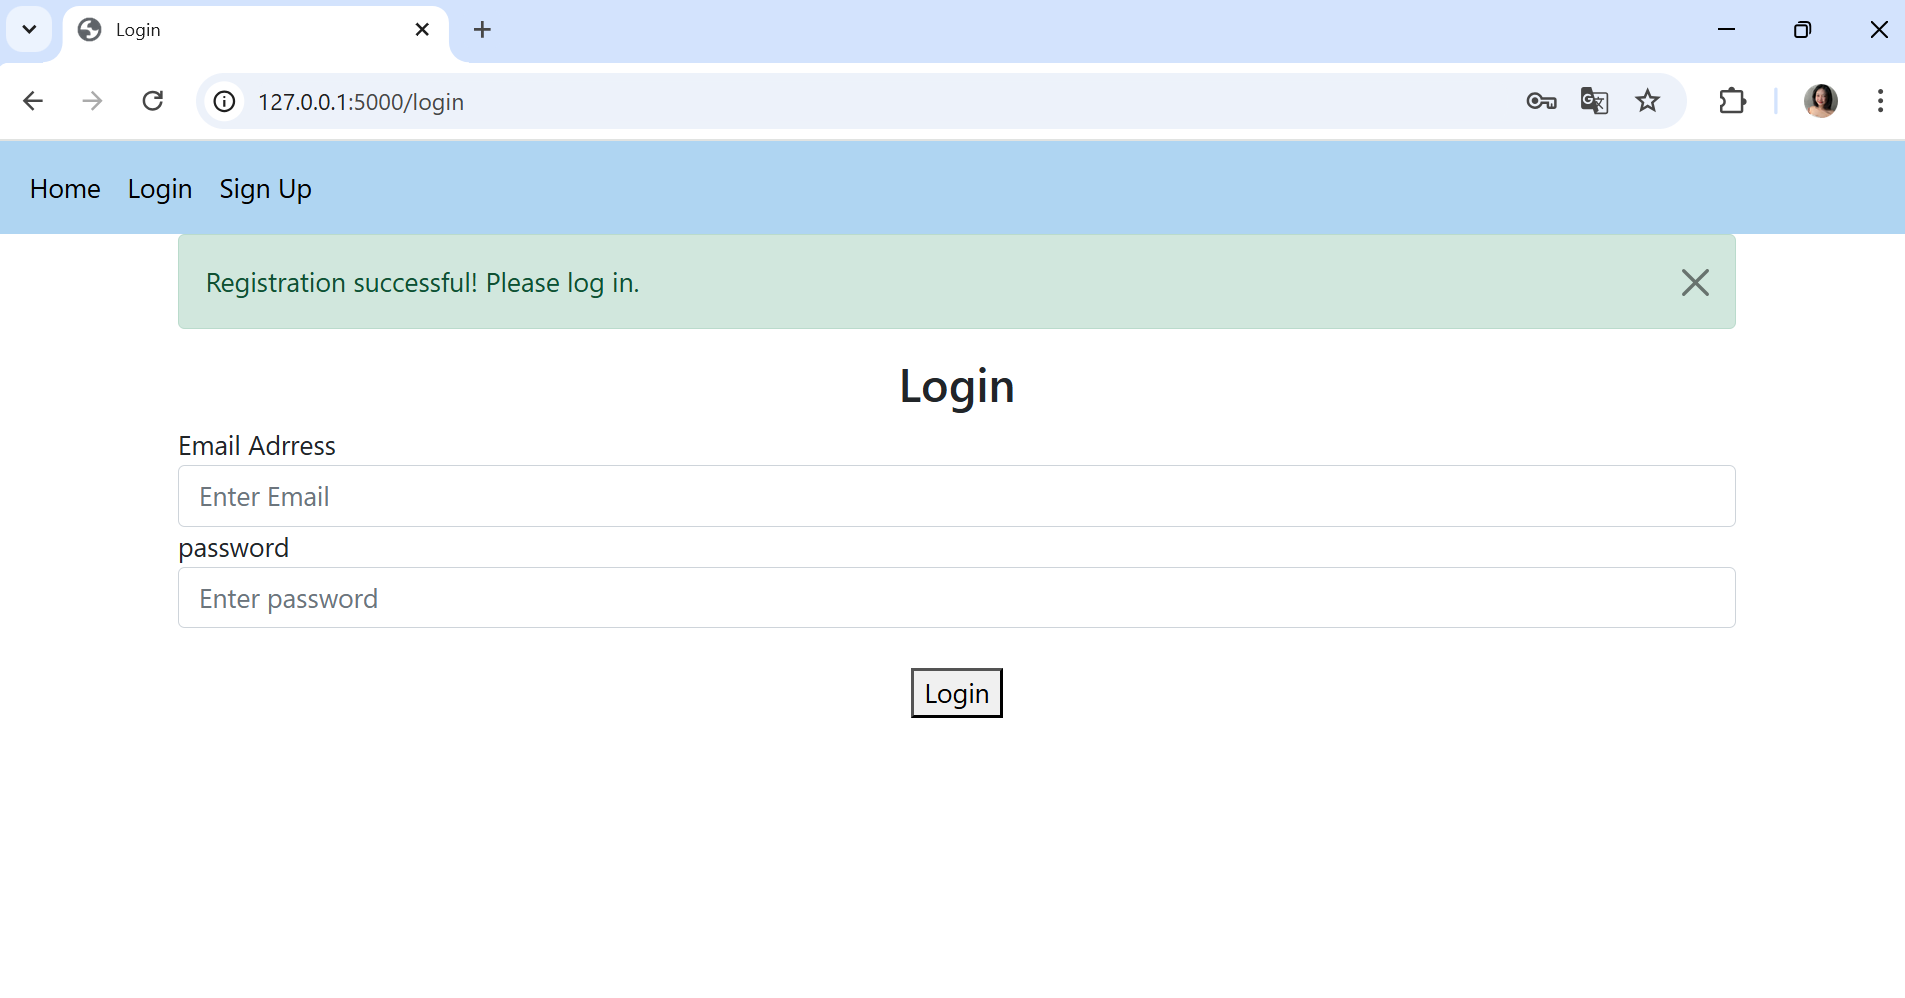 Login
127.0.0.1:5000/login
Home Login Sign Up
Registration successful! Please log in.
Login
Email Adrress
Enter Email
password
Enter password
Login